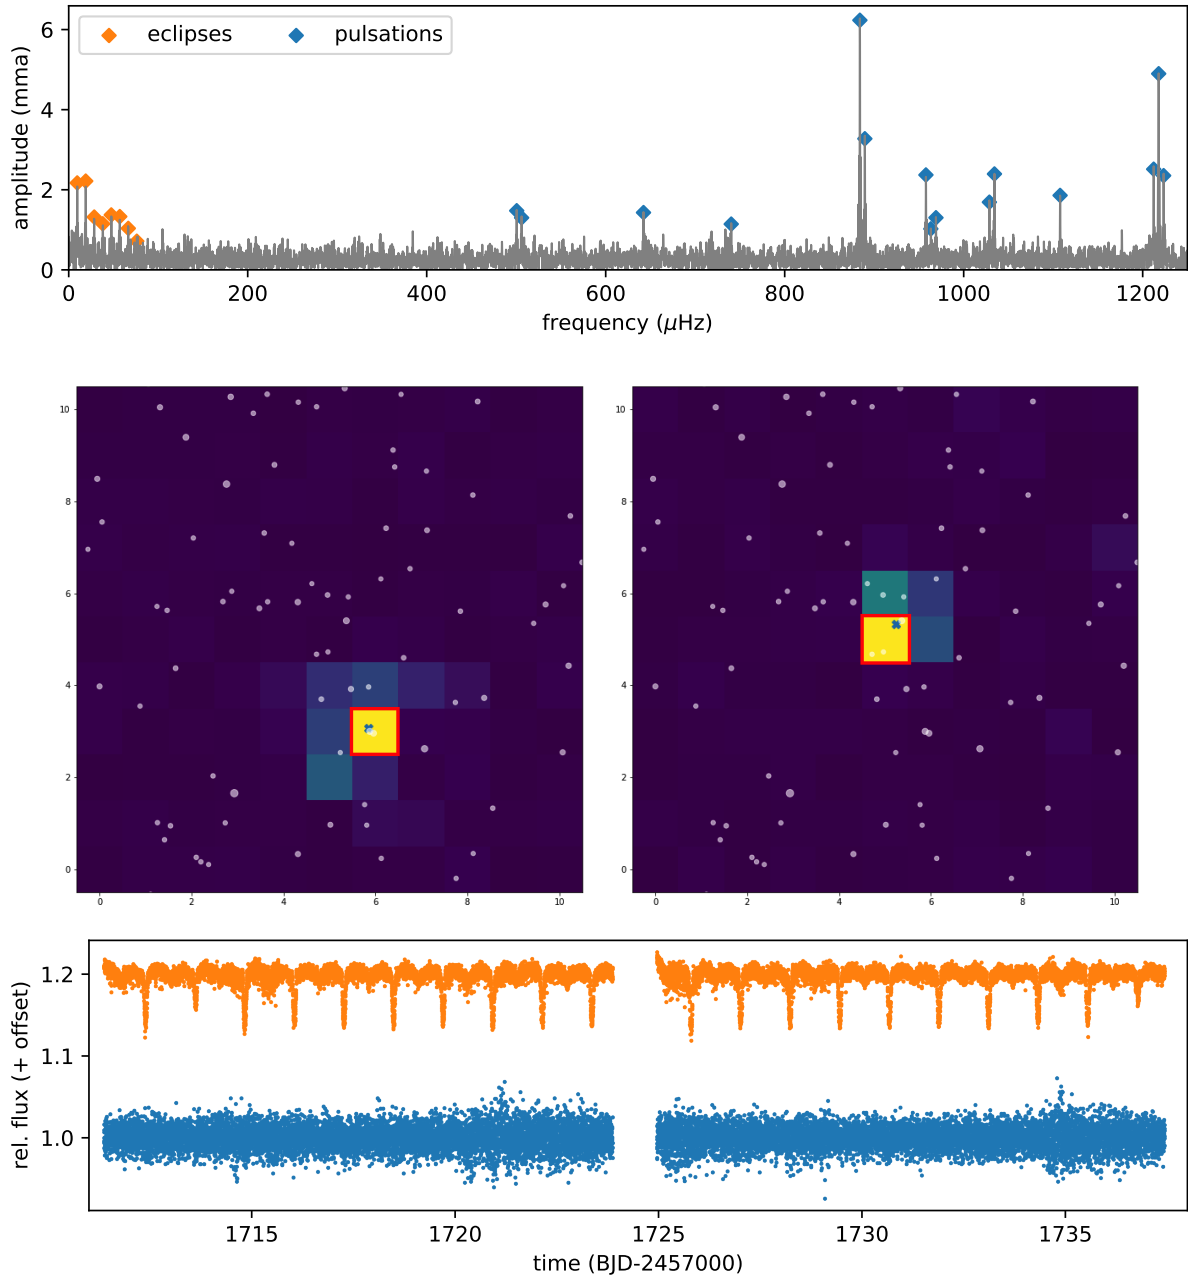 6
4
2
0
amplitude (mma)
eclipses
pulsations
0 200 400 600 800 1000 1200
frequency (μHz)
10
8
6
4
2
0
0 2 4 6 8 10
10
8
6
4
2
0
0 2 4 6 8 10
1.2
1.1
1.0
rel. flux (+ offset)
1715 1720 1725 1730 1735
time (BJD-2457000)